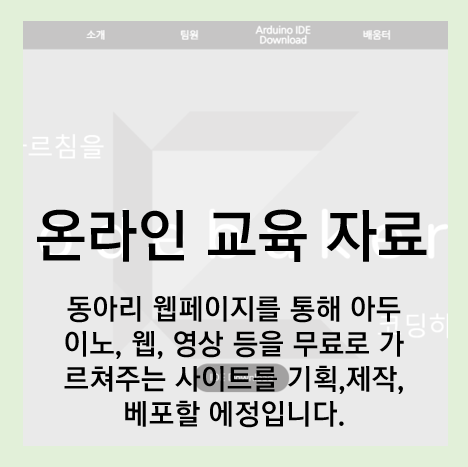 소개 팀원 Arduino IDE Download 배움터
르침을
온라인 교육 자료
동아리 웹페이지를 통해 아두
이노, 웹, 영상 등을 무료로 가
르쳐주는 사이트를 기획,제작,
베포할 에정입니다.
코딩하